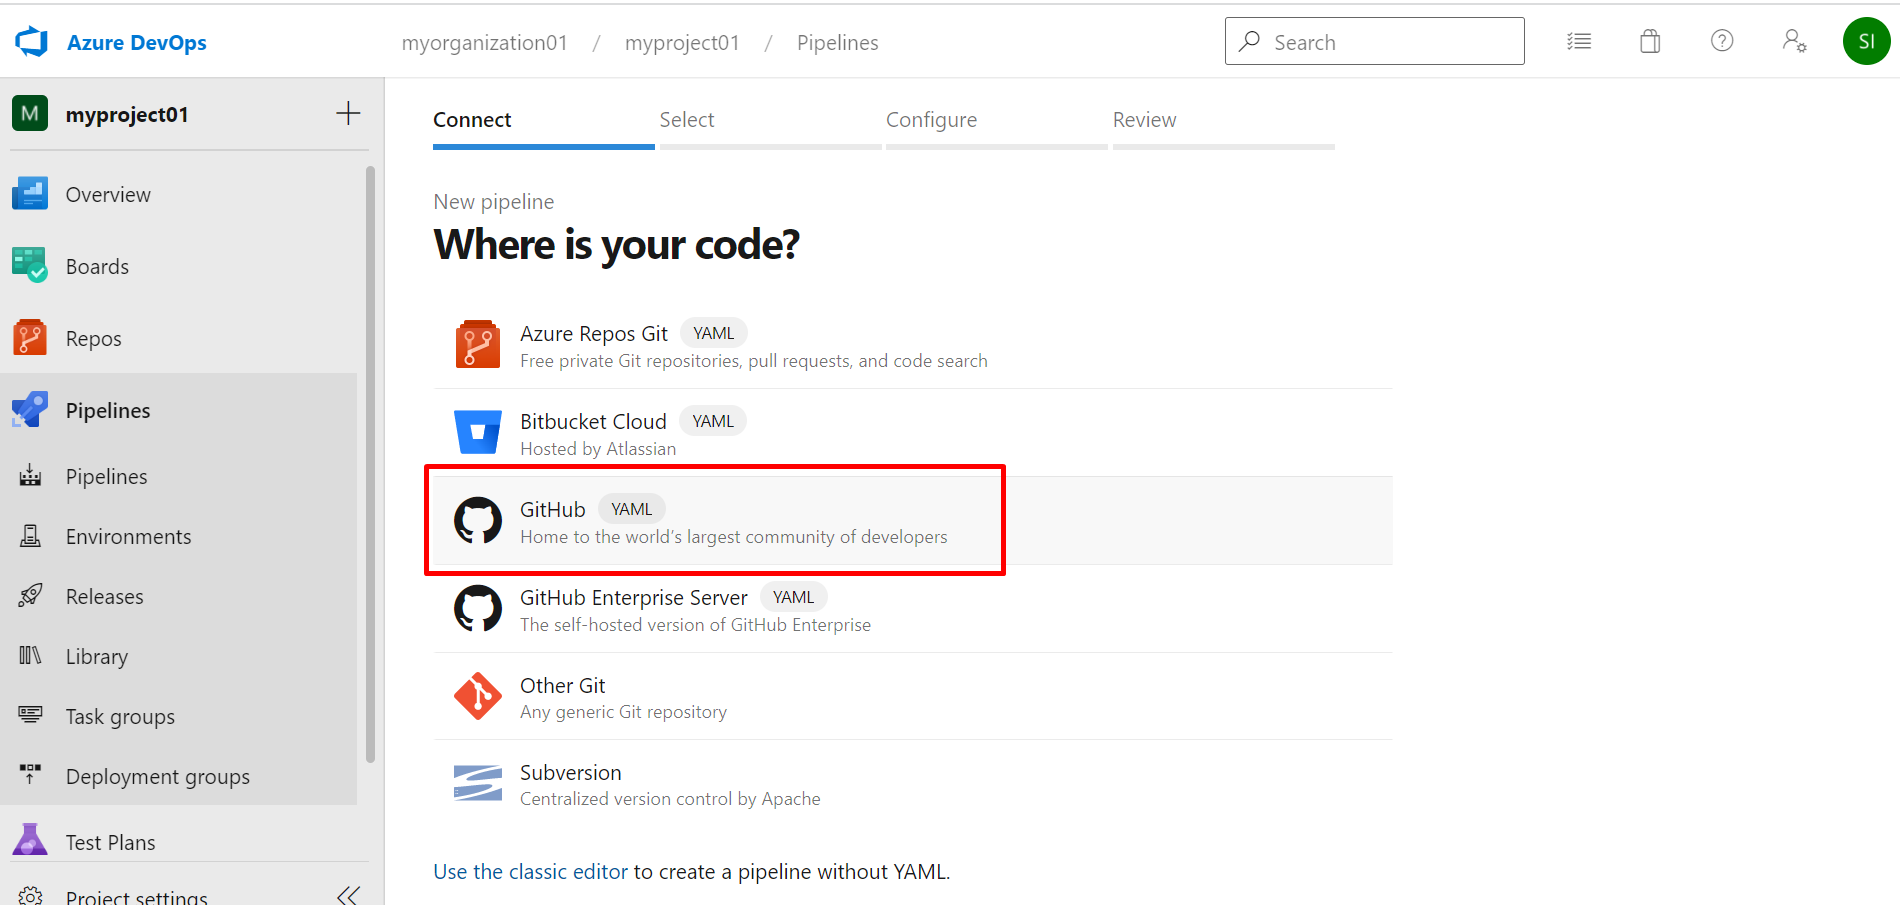 Azure DevOps
myorganization01 / myproject01 / Pipelines
Search
SI
M
myproject01
Overview
Boards
Repos
Pipelines
Pipelines
Environments
Releases
Library
Task groups
Deployment groups
Test Plans
Project settings
Connect
Select
Configure
Review
New pipeline
Where is your code?
Azure Repos Git YAML
Free private Git repositories, pull requests, and code search
Bitbucket Cloud YAML
Hosted by Atlassian
GitHub YAML
Home to the world’s largest community of developers
GitHub Enterprise Server YAML
The self-hosted version of GitHub Enterprise
Other Git
Any generic Git repository
Subversion
Centralized version control by Apache
Use the classic editor to create a pipeline without YAML.